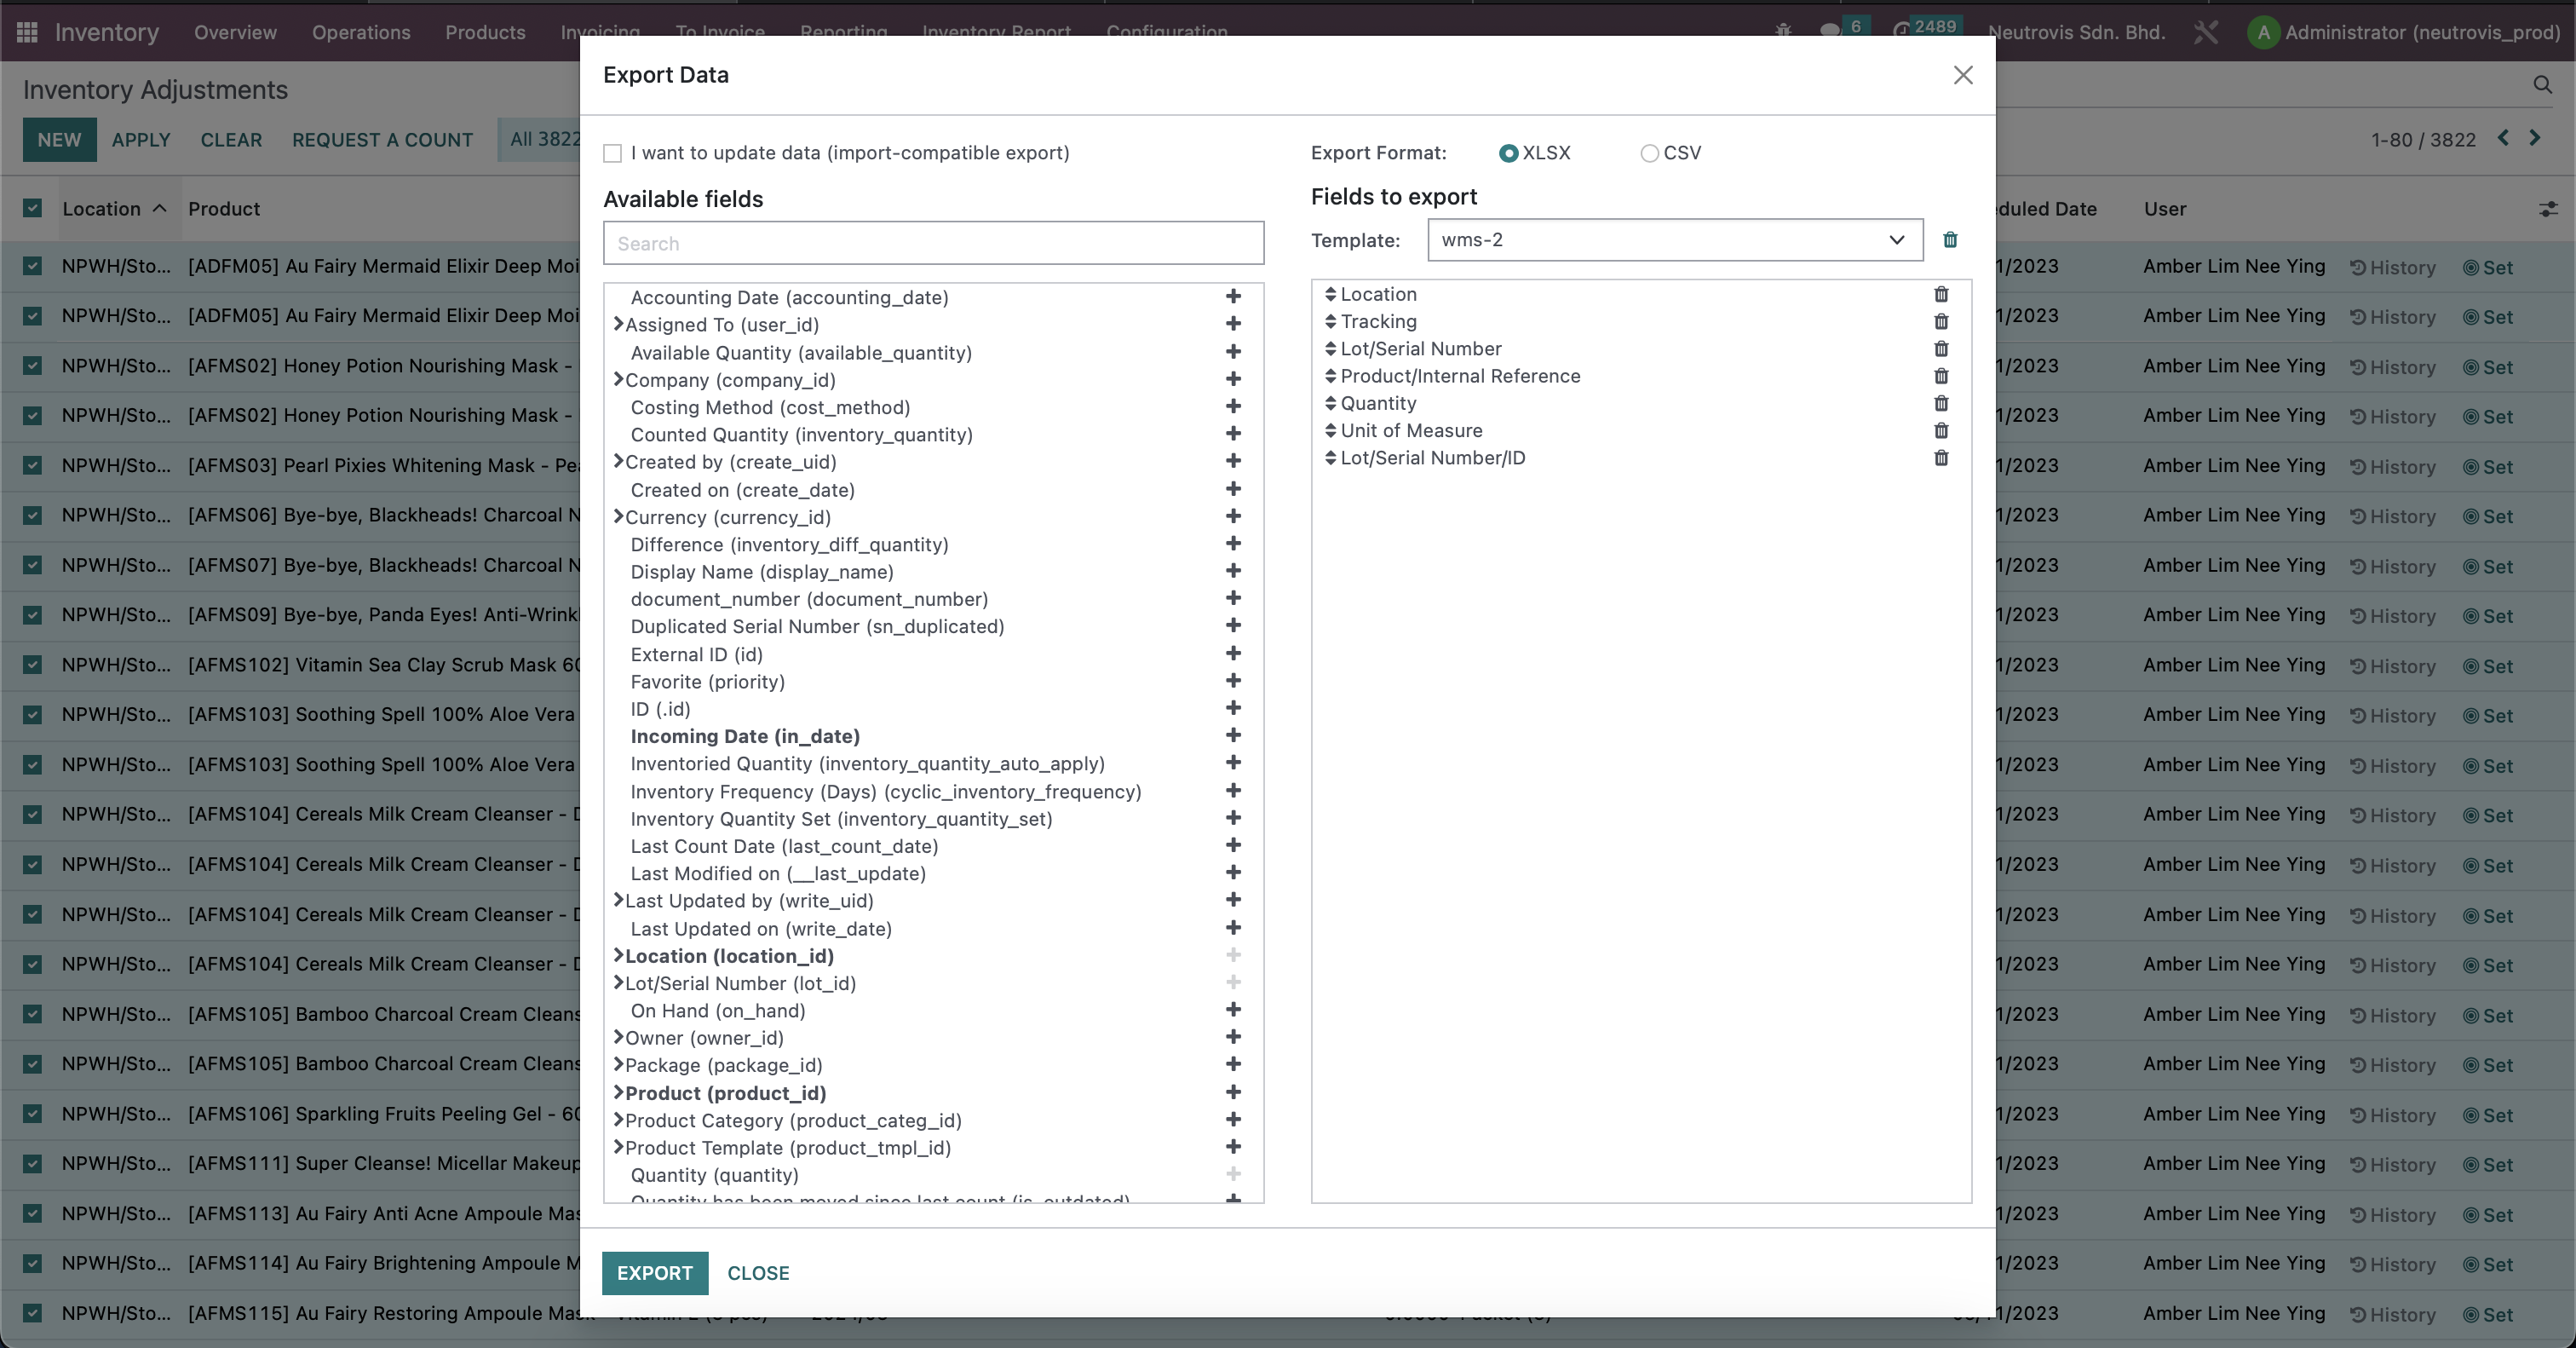 Inventory Overview Operations Products Invoicing To Invoice Reporting Inventory Report Configuration 6 2489 Neutrovis Sdn. Bhd. A Administrator (neutrovis_prod)
Inventory Adjustments
NEW APPLY CLEAR REQUEST A COUNT All 3822
1-80 / 3822
Location Product
duled Date User
NPWH/Sto... [ADFM05] Au Fairy Mermaid Elixir Deep Moi
1/2023 Amber Lim Nee Ying History Set
NPWH/Sto... [ADFM05] Au Fairy Mermaid Elixir Deep Moi
1/2023 Amber Lim Nee Ying History Set
NPWH/Sto... [AFMS02] Honey Potion Nourishing Mask -
1/2023 Amber Lim Nee Ying History Set
NPWH/Sto... [AFMS02] Honey Potion Nourishing Mask -
1/2023 Amber Lim Nee Ying History Set
NPWH/Sto... [AFMS03] Pearl Pixies Whitening Mask - Pea
1/2023 Amber Lim Nee Ying History Set
NPWH/Sto... [AFMS06] Bye-bye, Blackheads! Charcoal N
1/2023 Amber Lim Nee Ying History Set
NPWH/Sto... [AFMS07] Bye-bye, Blackheads! Charcoal N
1/2023 Amber Lim Nee Ying History Set
NPWH/Sto... [AFMS09] Bye-bye, Panda Eyes! Anti-Wrinkl
1/2023 Amber Lim Nee Ying History Set
NPWH/Sto... [AFMS102] Vitamin Sea Clay Scrub Mask 60
1/2023 Amber Lim Nee Ying History Set
NPWH/Sto... [AFMS103] Soothing Spell 100% Aloe Vera
1/2023 Amber Lim Nee Ying History Set
NPWH/Sto... [AFMS103] Soothing Spell 100% Aloe Vera
1/2023 Amber Lim Nee Ying History Set
NPWH/Sto... [AFMS104] Cereals Milk Cream Cleanser - D
1/2023 Amber Lim Nee Ying History Set
NPWH/Sto... [AFMS104] Cereals Milk Cream Cleanser - D
1/2023 Amber Lim Nee Ying History Set
NPWH/Sto... [AFMS104] Cereals Milk Cream Cleanser - D
1/2023 Amber Lim Nee Ying History Set
NPWH/Sto... [AFMS104] Cereals Milk Cream Cleanser - D
1/2023 Amber Lim Nee Ying History Set
NPWH/Sto... [AFMS105] Bamboo Charcoal Cream Cleans
1/2023 Amber Lim Nee Ying History Set
NPWH/Sto... [AFMS105] Bamboo Charcoal Cream Cleans
1/2023 Amber Lim Nee Ying History Set
NPWH/Sto... [AFMS106] Sparkling Fruits Peeling Gel - 60
1/2023 Amber Lim Nee Ying History Set
NPWH/Sto... [AFMS111] Super Cleanse! Micellar Makeup
1/2023 Amber Lim Nee Ying History Set
NPWH/Sto... [AFMS113] Au Fairy Anti Acne Ampoule Mas
1/2023 Amber Lim Nee Ying History Set
NPWH/Sto... [AFMS114] Au Fairy Brightening Ampoule M
1/2023 Amber Lim Nee Ying History Set
NPWH/Sto... [AFMS115] Au Fairy Restoring Ampoule Mas
1/2023 Amber Lim Nee Ying History Set
Export Data
I want to update data (import-compatible export)
Available fields
Search
Accounting Date (accounting_date)
Assigned To (user_id)
Available Quantity (available_quantity)
Company (company_id)
Costing Method (cost_method)
Counted Quantity (inventory_quantity)
Created by (create_uid)
Created on (create_date)
Currency (currency_id)
Difference (inventory_diff_quantity)
Display Name (display_name)
document_number (document_number)
Duplicated Serial Number (sn_duplicated)
External ID (id)
Favorite (priority)
ID (.id)
Incoming Date (in_date)
Inventoried Quantity (inventory_quantity_auto_apply)
Inventory Frequency (Days) (cyclic_inventory_frequency)
Inventory Quantity Set (inventory_quantity_set)
Last Count Date (last_count_date)
Last Modified on (__last_update)
Last Updated by (write_uid)
Last Updated on (write_date)
Location (location_id)
Lot/Serial Number (lot_id)
On Hand (on_hand)
Owner (owner_id)
Package (package_id)
Product (product_id)
Product Category (product_categ_id)
Product Template (product_tmpl_id)
Quantity (quantity)
Quantity has been moved since last count (is_outdated)
Export Format: XLSX CSV
Fields to export
Template: wms-2
Location
Tracking
Lot/Serial Number
Product/Internal Reference
Quantity
Unit of Measure
Lot/Serial Number/ID
EXPORT CLOSE